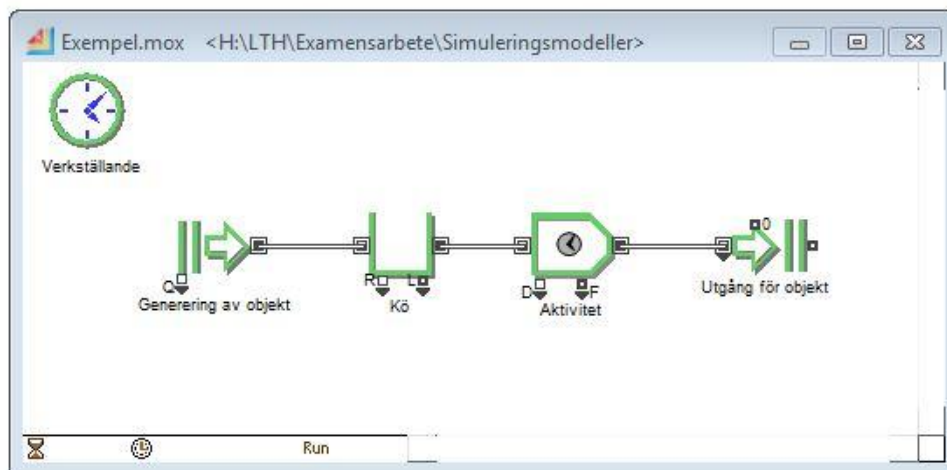 Exempel.mox <H:\LTH\Examensarbete\Simuleringsmodeller>
Verkställande
0
Q
R L
D F
Generering av objekt
Kö
Aktivitet
Utgång för objekt
Run